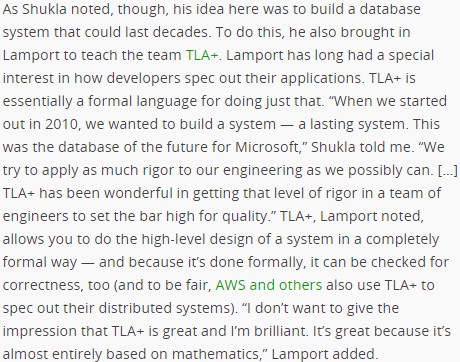 As Shukla noted, though, his idea here was to build a database
system that could last decades. To do this, he also brought in
Lamport to teach the team TLA+. Lamport has long had a special
interest in how developers spec out their applications. TLA+ is
essentially a formal language for doing just that. “When we started
out in 2010, we wanted to build a system — a lasting system. This
was the database of the future for Microsoft,” Shukla told me. “We
try to apply as much rigor to our engineering as we possibly can. […]
TLA+ has been wonderful in getting that level of rigor in a team of
engineers to set the bar high for quality.” TLA+, Lamport noted,
allows you to do the high-level design of a system in a completely
formal way — and because it’s done formally, it can be checked for
correctness, too (and to be fair, AWS and others also use TLA+ to
spec out their distributed systems). “I don’t want to give the
impression that TLA+ is great and I’m brilliant. It’s great because it’s
almost entirely based on mathematics,” Lamport added.